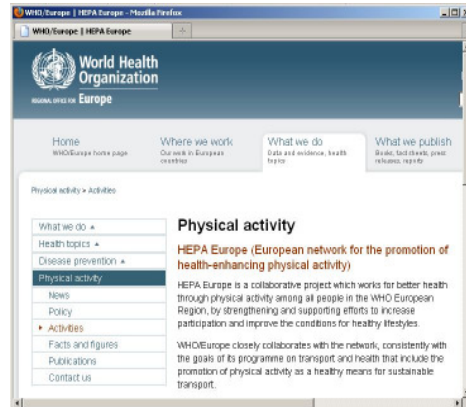 WHO/Europe | HEPA Europe - Mozilla Firefox
WHO/Europe | HEPA Europe
World Health
Organization
REGIONAL OFFICE FOR Europe
Home
WHO/Europe home page
Where we work
Our work in European
countries
What we do
Data and evidence, health
topics
What we publish
Books, fact sheets, press
releases, reports
Physical activity > Activities
What we do
Health topics
Disease prevention
Physical activity
News
Policy
Activities
Facts and figures
Publications
Contact us
Physical activity
HEPA Europe (European network for the promotion of
health-enhancing physical activity)
HEPA Europe is a collaborative project which works for better health
through physical activity among all people in the WHO European
Region, by strengthening and supporting efforts to increase
participation and improve the conditions for healthy lifestyles.
WHO/Europe closely collaborates with the network, consistently with
the goals of its programme on transport and health that include the
promotion of physical activity as a healthy means for sustainable
transport.